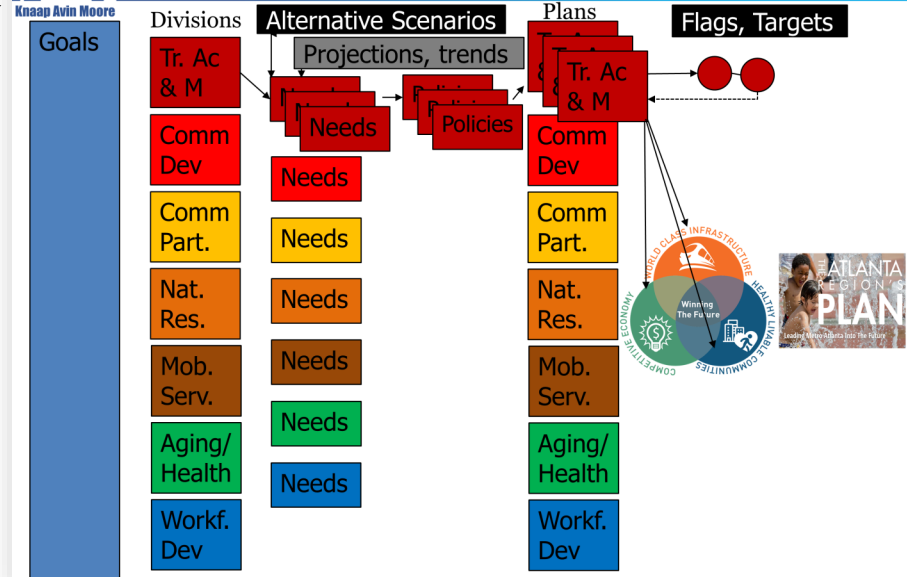 Knaap Avin Moore
Goals
Divisions
Alternative Scenarios
Plans
Flags, Targets
Projections, trends
Tr. Ac
& M
Needs
Policies
Tr. Ac
& M
Comm
Dev
Needs
Comm
Dev
Comm
Part.
Needs
Comm
Part.
Nat.
Res.
Needs
Nat.
Res.
Mob.
Serv.
Needs
Mob.
Serv.
Aging/
Health
Needs
Aging/
Health
Workf.
Dev
Needs
Workf.
Dev
WORLD CLASS INFRASTRUCTURE
COMPETITIVE ECONOMY
HEALTHY LIVABLE COMMUNITIES
Winning
The Future
THE ATLANTA
REGION'S
PLAN
Leading Metro Atlanta Into The Future